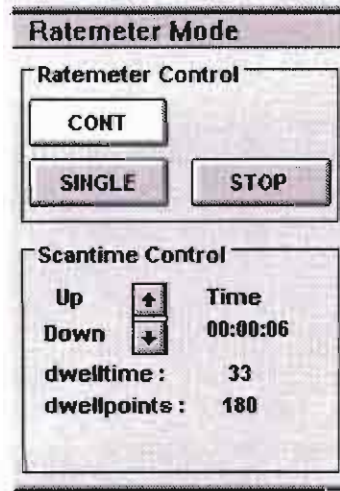 Ratemeter Mode
Ratemeter Control
CONT
SINGLE STOP
Scantime Control
Up Time
Down 00:00:06
dwelltime : 33
dwellpoints : 180